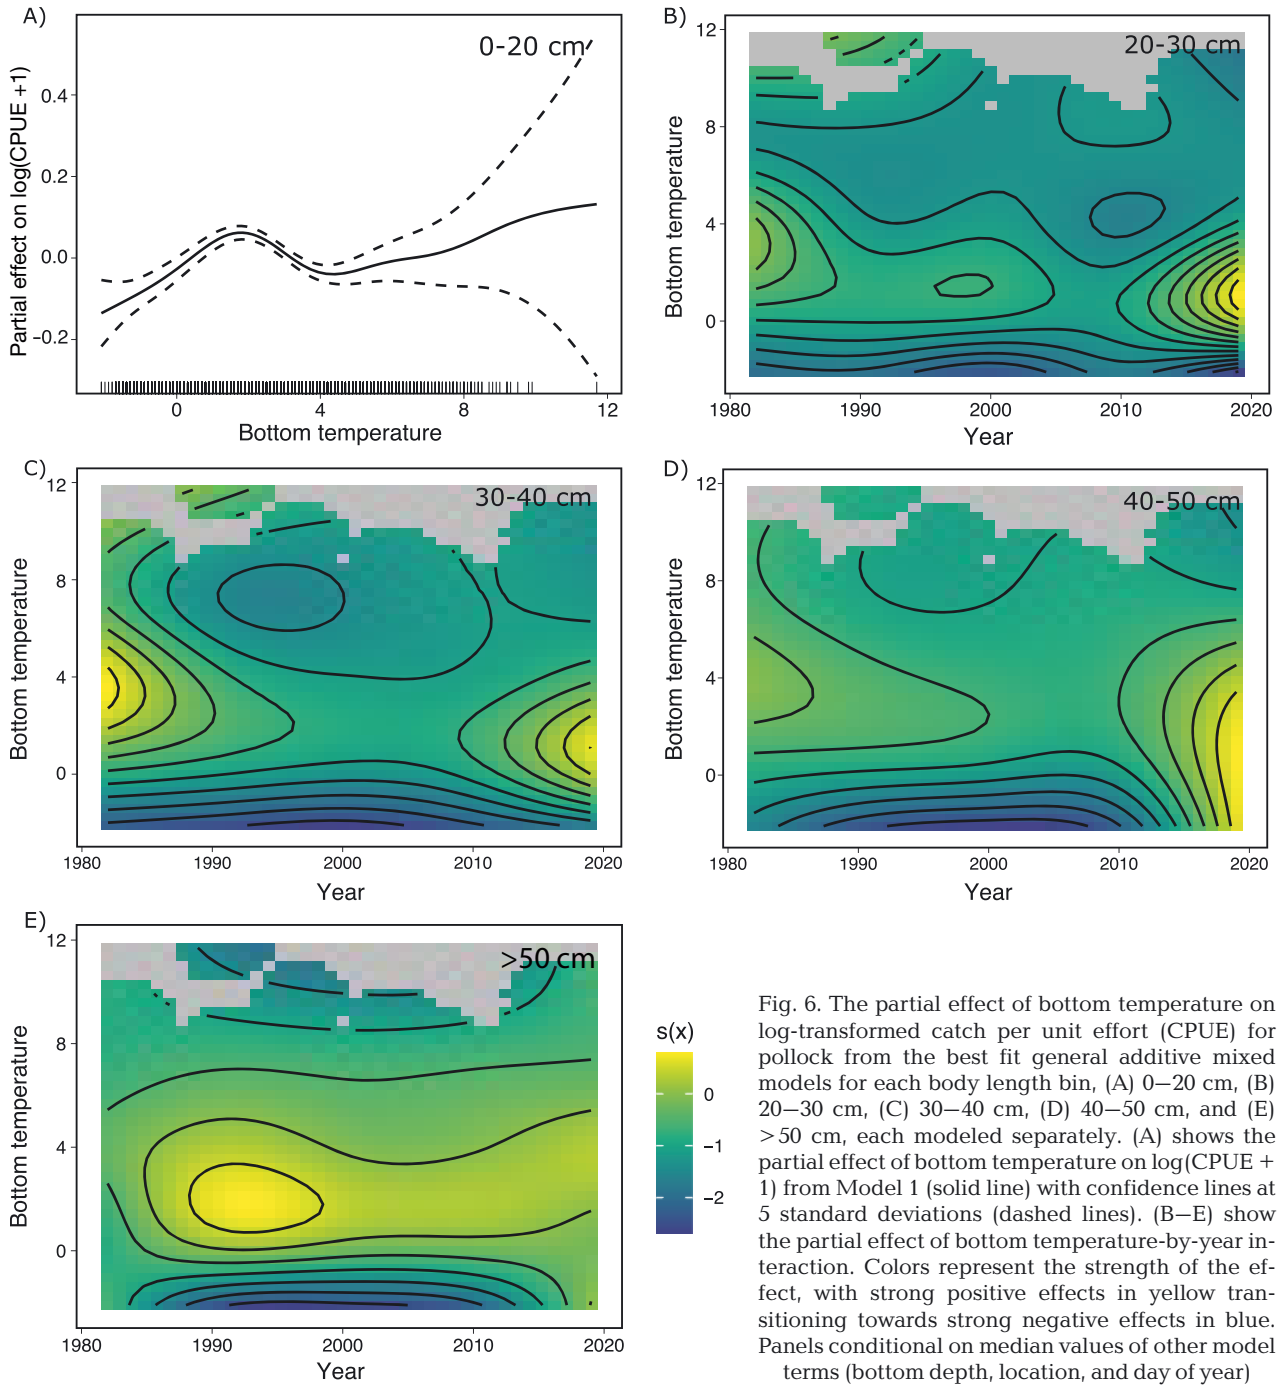 A)
0-20 cm
Partial effect on log(CPUE +1)
0.4
0.2
0.0
−0.2
0 4 8 12
Bottom temperature
B)
20-30 cm
Bottom temperature
12
8
4
0
1980 1990 2000 2010 2020
Year
C)
30-40 cm
Bottom temperature
12
8
4
0
1980 1990 2000 2010 2020
Year
D)
40-50 cm
Bottom temperature
12
8
4
0
1980 1990 2000 2010 2020
Year
E)
>50 cm
Bottom temperature
12
8
4
0
1980 1990 2000 2010 2020
Year
s(x)
0
−1
−2
Fig. 6. The partial effect of bottom temperature on
log-transformed catch per unit effort (CPUE) for
pollock from the best fit general additive mixed
models for each body length bin, (A) 0−20 cm, (B)
20−30 cm, (C) 30−40 cm, (D) 40−50 cm, and (E)
>50 cm, each modeled separately. (A) shows the
partial effect of bottom temperature on log(CPUE +
1) from Model 1 (solid line) with confidence lines at
5 standard deviations (dashed lines). (B−E) show
the partial effect of bottom temperature-by-year in-
teraction. Colors represent the strength of the ef-
fect, with strong positive effects in yellow tran-
sitioning towards strong negative effects in blue.
Panels conditional on median values of other model
terms (bottom depth, location, and day of year)